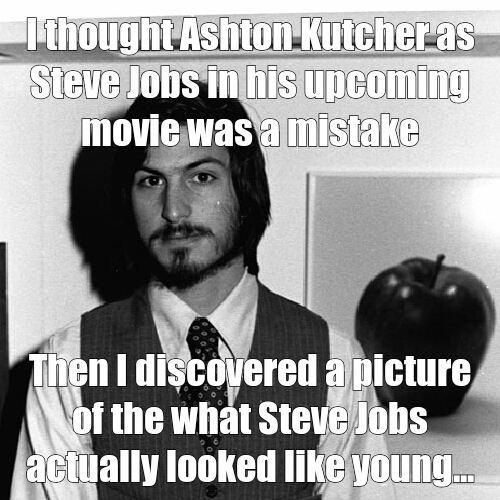 I thought Ashton Kutcher as
Steve Jobs in his upcoming
movie was a mistake
Then I discovered a picture
of the what Steve Jobs
actually looked like young...